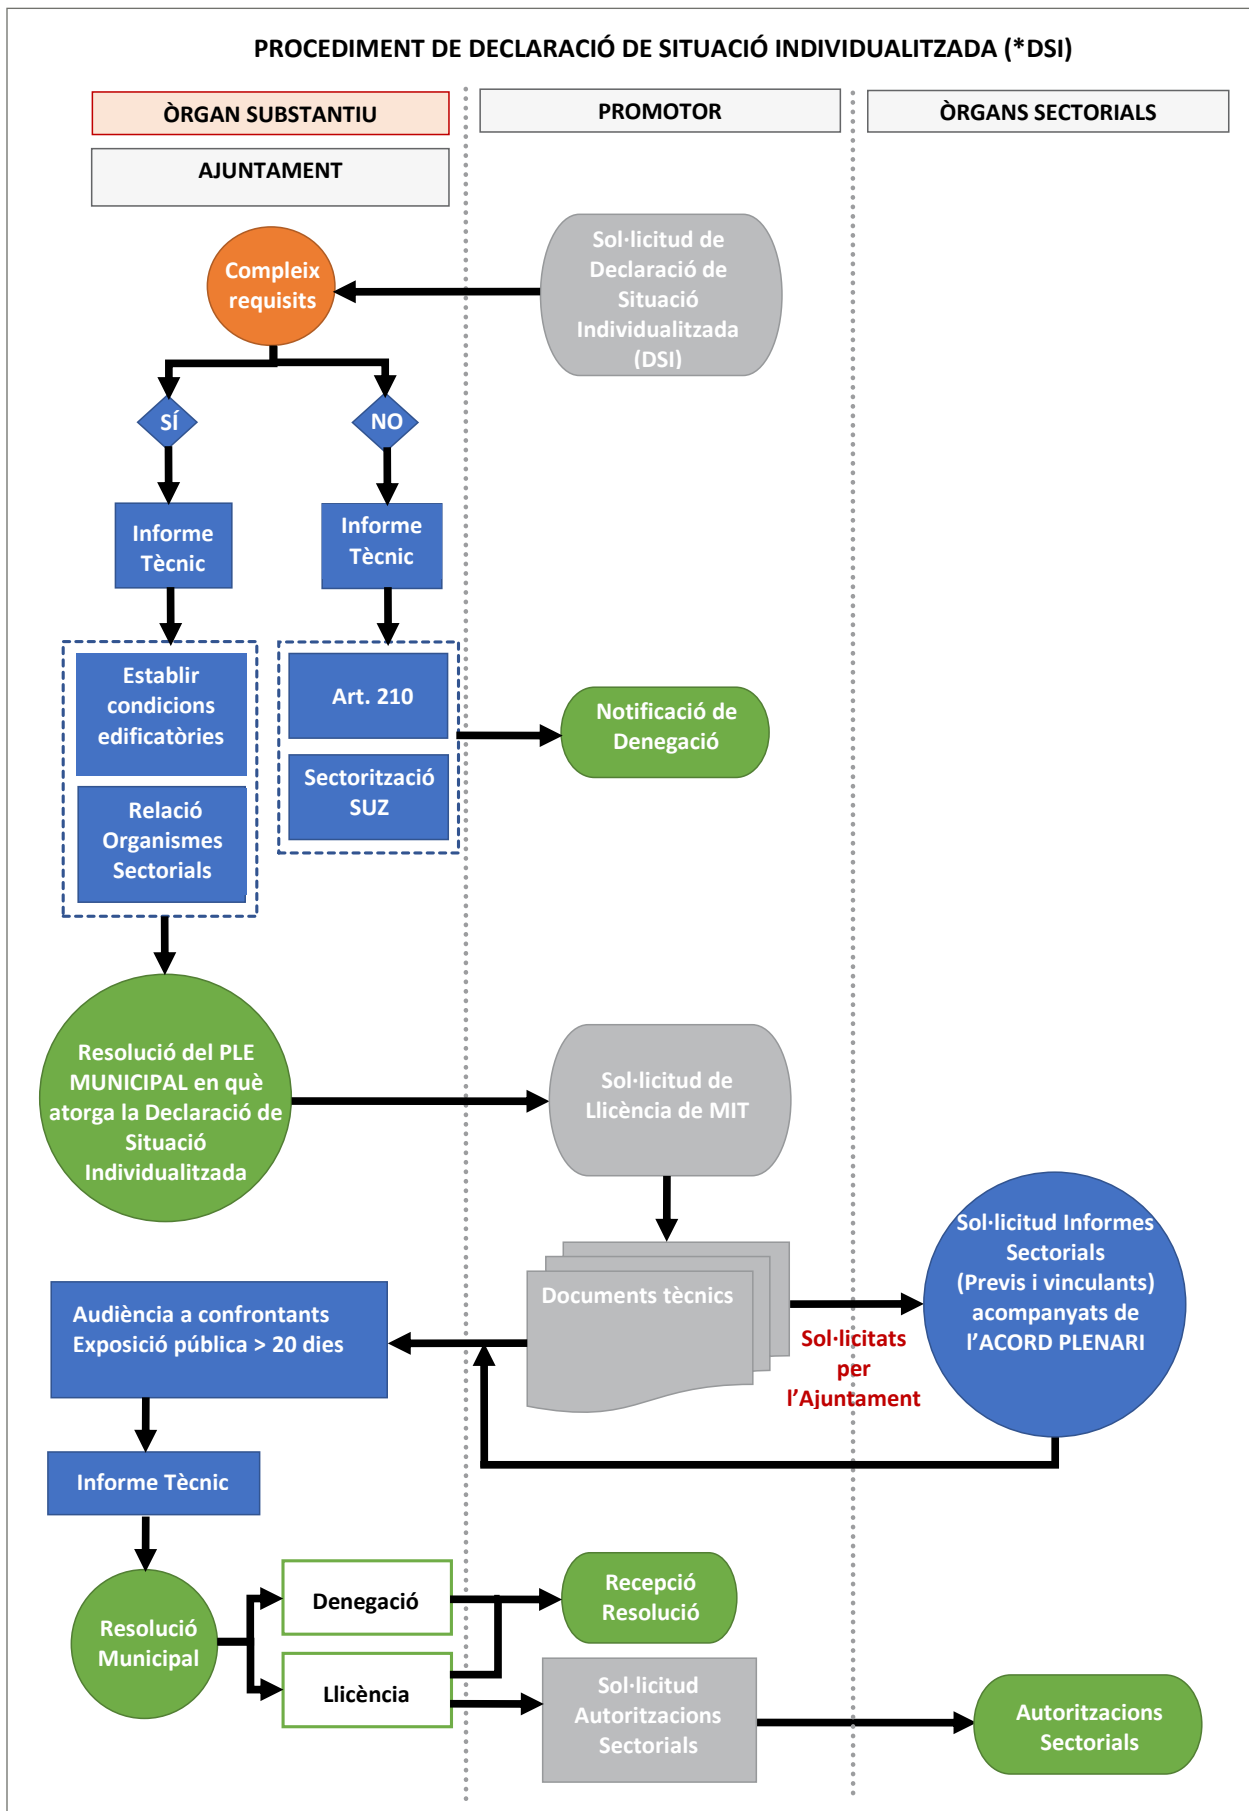 PROCEDIMENT DE DECLARACIÓ DE SITUACIÓ INDIVIDUALITZADA (*DSI)
ÒRGAN SUBSTANTIU
PROMOTOR
ÒRGANS SECTORIALS
AJUNTAMENT
Compleix
requisits
Sol·licitud de
Declaració de
Situació
Individualitzada
(DSI)
SÍ
NO
Informe
Tècnic
Informe
Tècnic
Establir
condicions
edificatòries
Relació
Organismes
Sectorials
Art. 210
Sectorització
SUZ
Notificació de
Denegació
Resolució del PLE
MUNICIPAL en què
atorga la Declaració de
Situació
Individualitzada
Sol·licitud de
Llicència de MIT
Documents tècnics
Sol·licitats
per
l'Ajuntament
Sol·licitud Informes
Sectorials
(Previs i vinculants)
acompanyats de
l'ACORD PLENARI
Audiència a confrontants
Exposició pública > 20 dies
Informe Tècnic
Resolució
Municipal
Denegació
Llicència
Recepció
Resolució
Sol·licitud
Autoritzacions
Sectorials
Autoritzacions
Sectorials